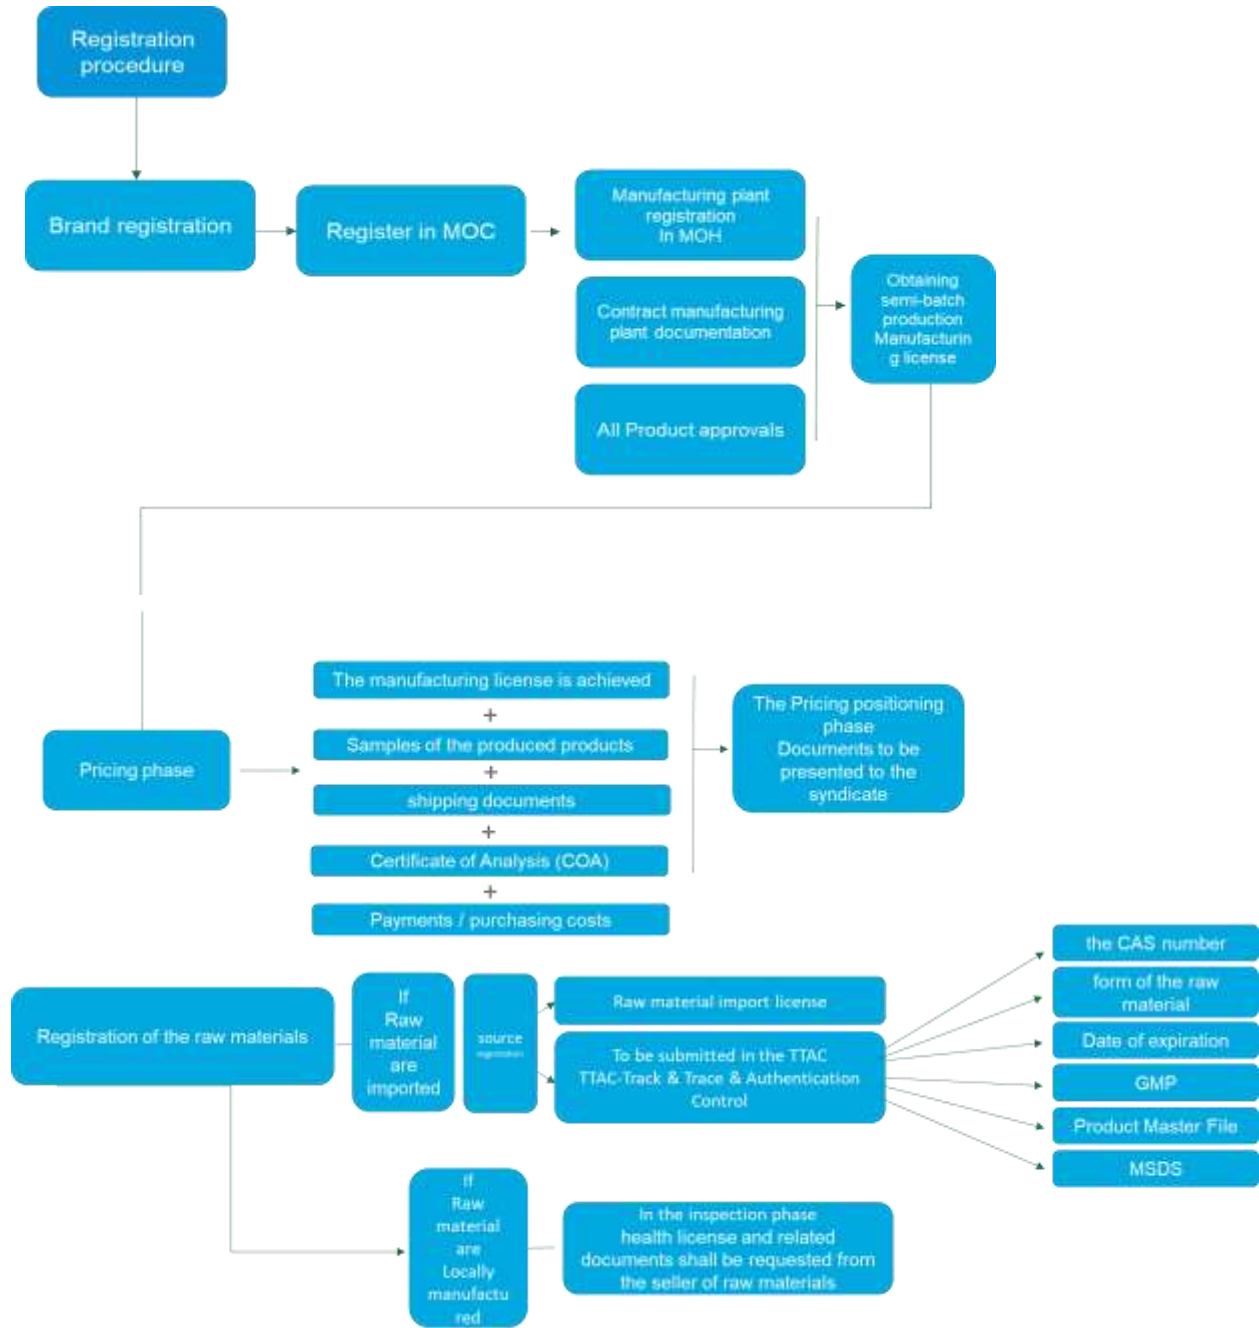 Registration
procedure
Brand registration
Register in MOC
Manufacturing plant
registration
In MOH
Contract manufacturing
plant documentation
All Product approvals
Obtaining
semi-batch
production
Manufacturin
g license
Pricing phase
The manufacturing license is achieved
+
Samples of the produced products
+
shipping documents
+
Certificate of Analysis (COA)
+
Payments / purchasing costs
The Pricing positioning
phase
Documents to be
presented to the
syndicate
Registration of the raw materials
If
Raw
material
are
imported
source
registration
Raw material import license
To be submitted in the TTAC
TTAC-Track & Trace & Authentication
Control
the CAS number
form of the raw
material
Date of expiration
GMP
Product Master File
MSDS
If
Raw
material
are
Locally
manufactu
red
In the inspection phase
health license and related
documents shall be requested from
the seller of raw materials